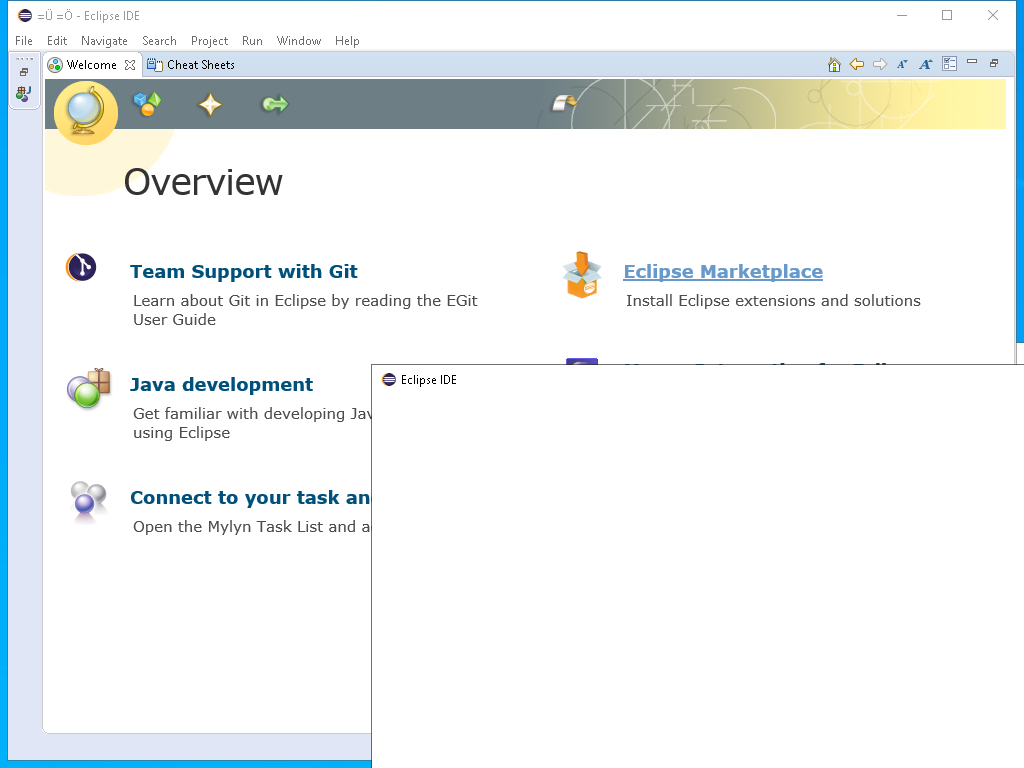 =Ü =Ö - Eclipse IDE
File Edit Navigate Search Project Run Window Help
Welcome Cheat Sheets
Overview
Team Support with Git
Learn about Git in Eclipse by reading the EGit
User Guide
Eclipse Marketplace
Install Eclipse extensions and solutions
Java development
Get familiar with developing Jav
using Eclipse
Connect to your task an
Open the Mylyn Task List and a
Eclipse IDE